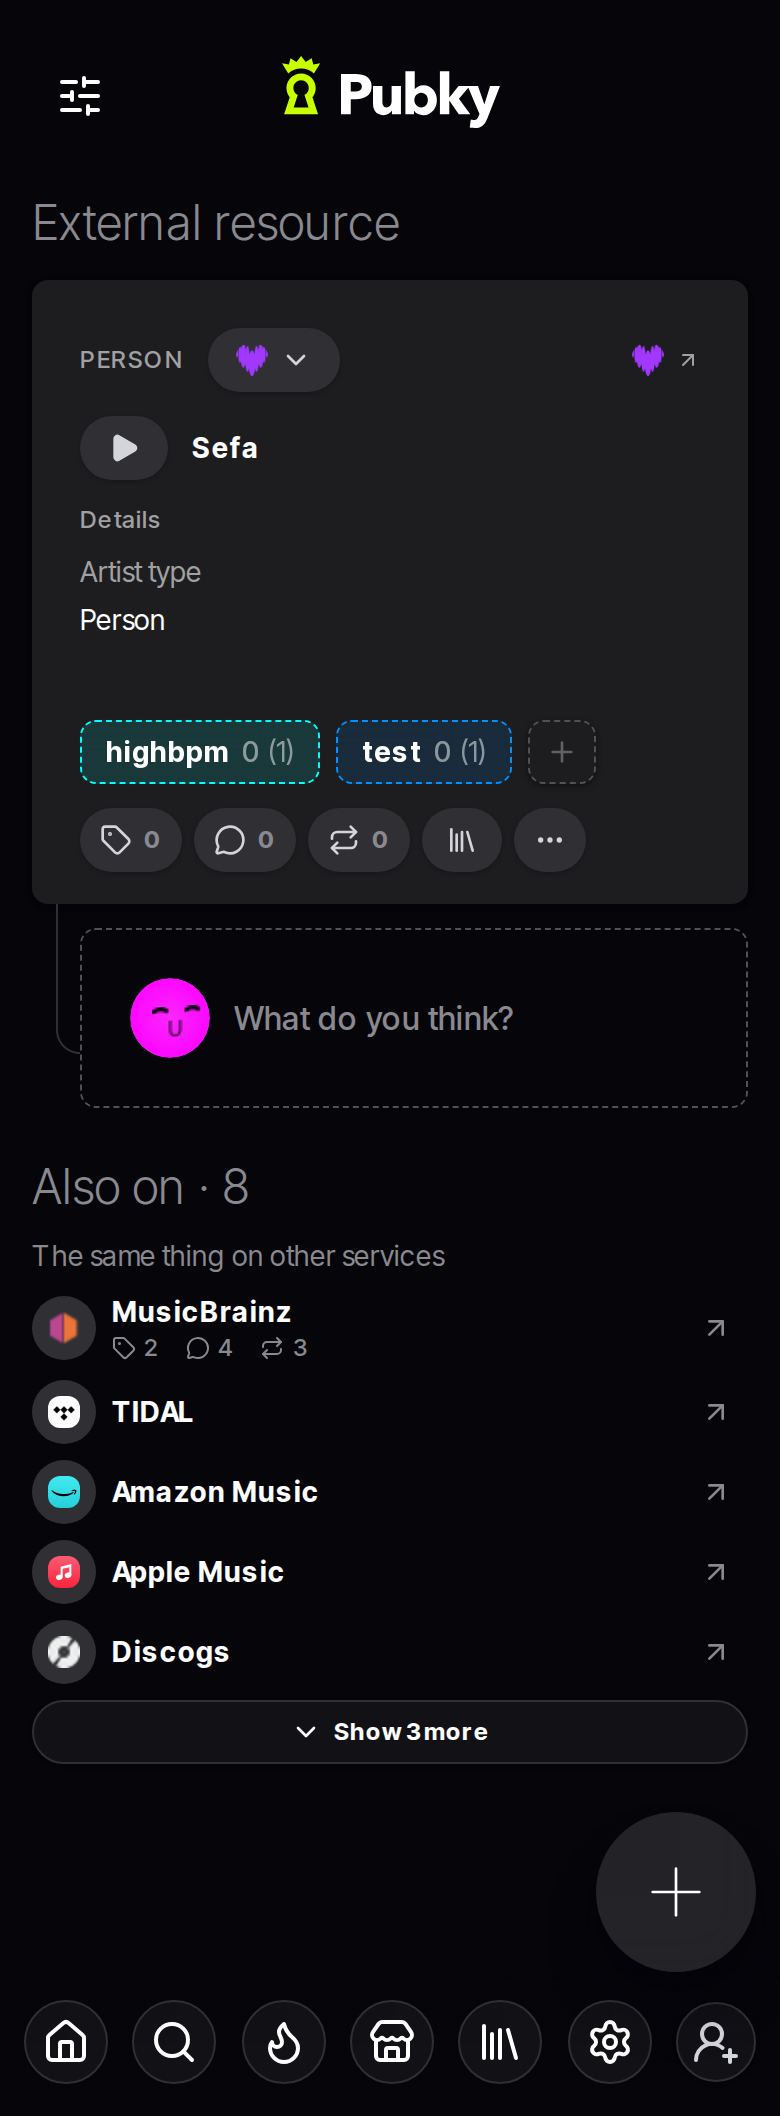 Pubky
External resource
PERSON
Sefa
Details
Artist type
Person
highbpm 0 (1) test 0 (1)
0 0 0
What do you think?
Also on · 8
The same thing on other services
MusicBrainz
2 4 3
TIDAL
Amazon Music
Apple Music
Discogs
Show 3 more